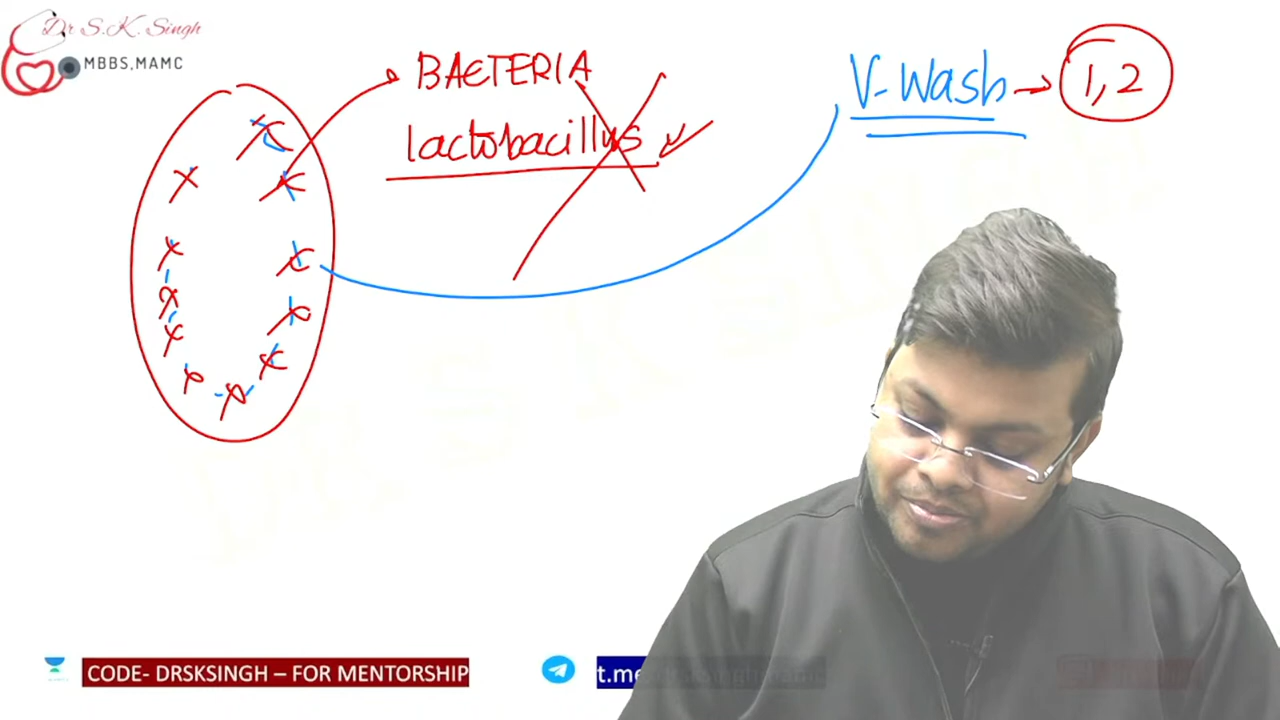 Dr S.K. Singh
MBBS,MAMC
BACTERIA
lactobacillus
V-Wash → 1,2
CODE- DRSKSINGH – FOR MENTORSHIP
t.me